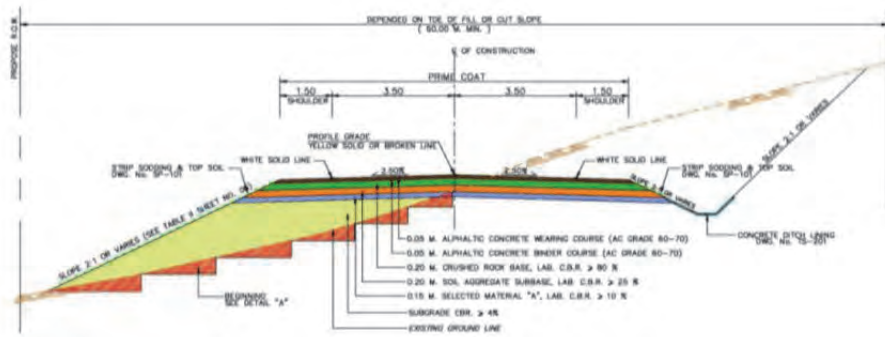 DEPENDED ON TOE OF FILL OR CUT SLOPE
( 50.00 M. MIN. )
PROPOSE R.O.W.
₵ OF CONSTRUCTION
PRIME COAT
1.50
3.50
3.50
1.50
SHOULDER
SHOULDER
PROFILE GRADE
YELLOW SOLID OR BROKEN LINE
WHITE SOLID LINE
WHITE SOLID LINE
STRIP SODDING & TOP SOIL
DWG. No. SP-101
2.50%
2.50%
STRIP SODDING & TOP SOIL
DWG. No. SP-101
SLOPE 2:1 OR VARIES
SLOPE 2:1 OR VARIES (SEE TABLE II SHEET NO.
OR VARIES
CONCRETE DITCH LINING
DWG. No. TS-201
0.05 M. ALPHALTIC CONCRETE WEARING COURSE (AC GRADE 60-70)
0.05 M. ALPHALTIC CONCRETE BINDER COURSE (AC GRADE 60-70)
0.20 M. CRUSHED ROCK BASE, LAB. C.B.R. ≥ 80 %
0.20 M. SOIL AGGREGATE SUBBASE, LAB. C.B.R. ≥ 25 %
0.15 M. SELECTED MATERIAL "A", LAB. C.B.R. ≥ 10 %
SUBGRADE CBR. ≥ 4%
EXISTING GROUND LINE
BEGINNING
SEE DETAIL "A"